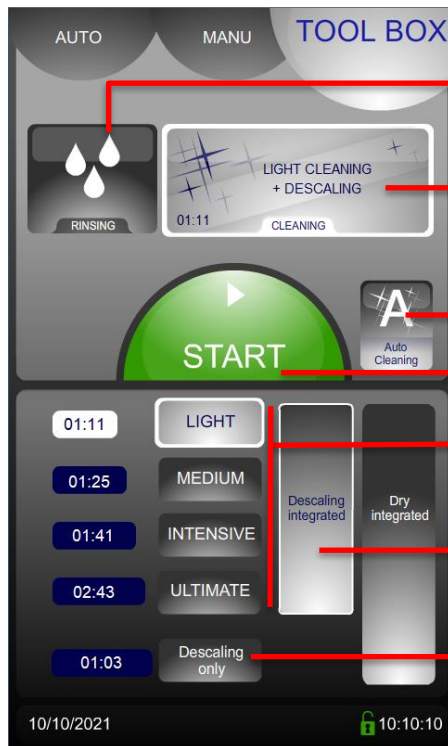 AUTO
MANU
TOOL BOX
RINSING
LIGHT CLEANING
+ DESCALING
01:11
CLEANING
A
Auto
Cleaning
START
01:11
LIGHT
01:25
MEDIUM
01:41
INTENSIVE
02:43
ULTIMATE
Descaling
integrated
Dry
integrated
01:03
Descaling
only
10/10/2021
10:10:10